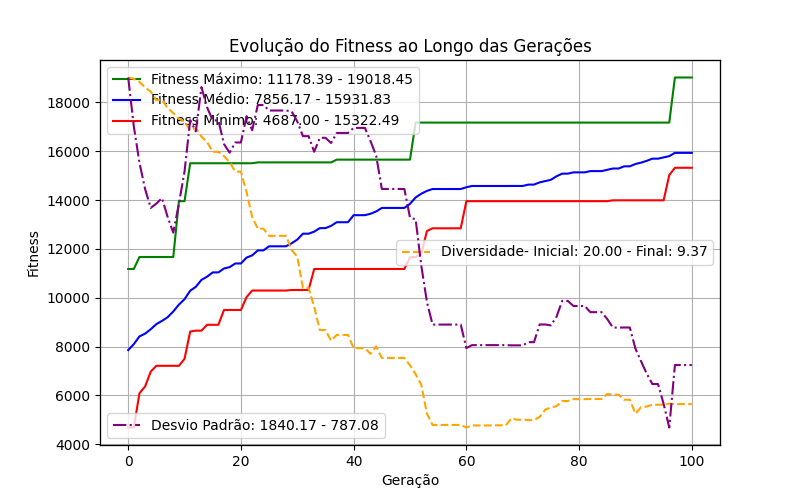 Evolução do Fitness ao Longo das Gerações
Fitness Máximo: 11178.39 - 19018.45
Fitness Médio: 7856.17 - 15931.83
Fitness Mínimo: 4687.00 - 15322.49
Diversidade- Inicial: 20.00 - Final: 9.37
Desvio Padrão: 1840.17 - 787.08
Fitness
18000
16000
14000
12000
10000
8000
6000
4000
0 20 40 60 80 100
Geração